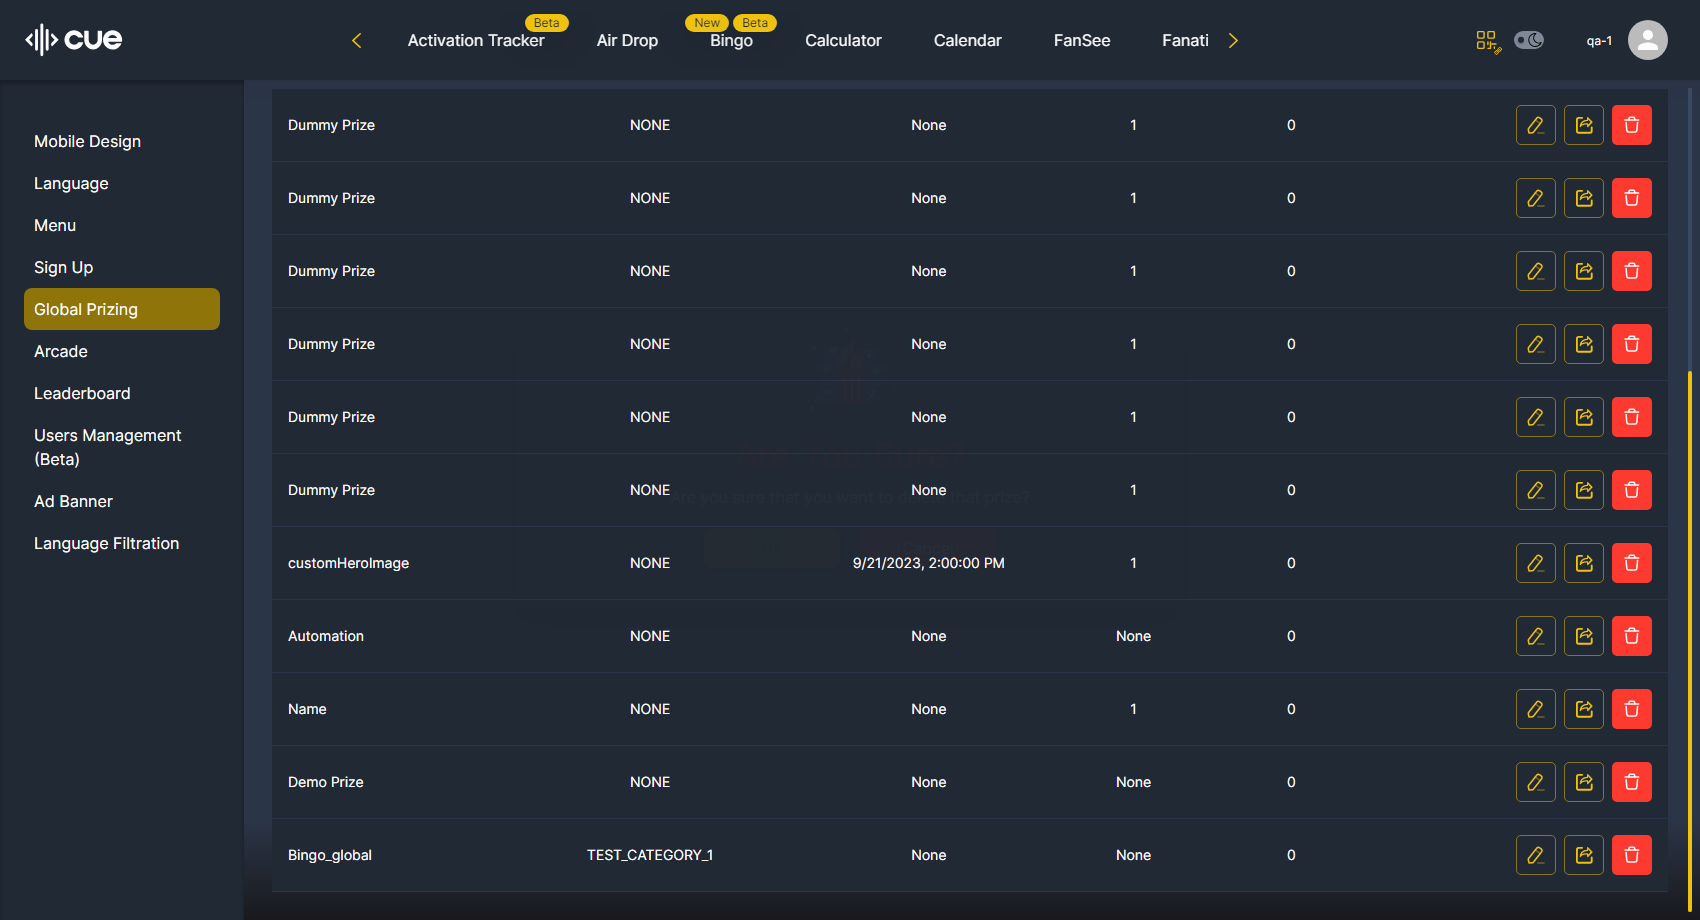 cue
Activation Tracker
Beta
Air Drop
Bingo
New
Beta
Calculator
Calendar
FanSee
Fanati
qa-1
Mobile Design
Language
Menu
Sign Up
Global Prizing
Arcade
Leaderboard
Users Management
(Beta)
Ad Banner
Language Filtration
Dummy Prize NONE None 1 0
Dummy Prize NONE None 1 0
Dummy Prize NONE None 1 0
Dummy Prize NONE None 1 0
Dummy Prize NONE None 1 0
Dummy Prize NONE None 1 0
Are you sure that you want to delete that prize?
customHeroImage NONE 9/21/2023, 2:00:00 PM 1 0
Automation NONE None None 0
Name NONE None 1 0
Demo Prize NONE None None 0
Bingo_global TEST_CATEGORY_1 None None 0